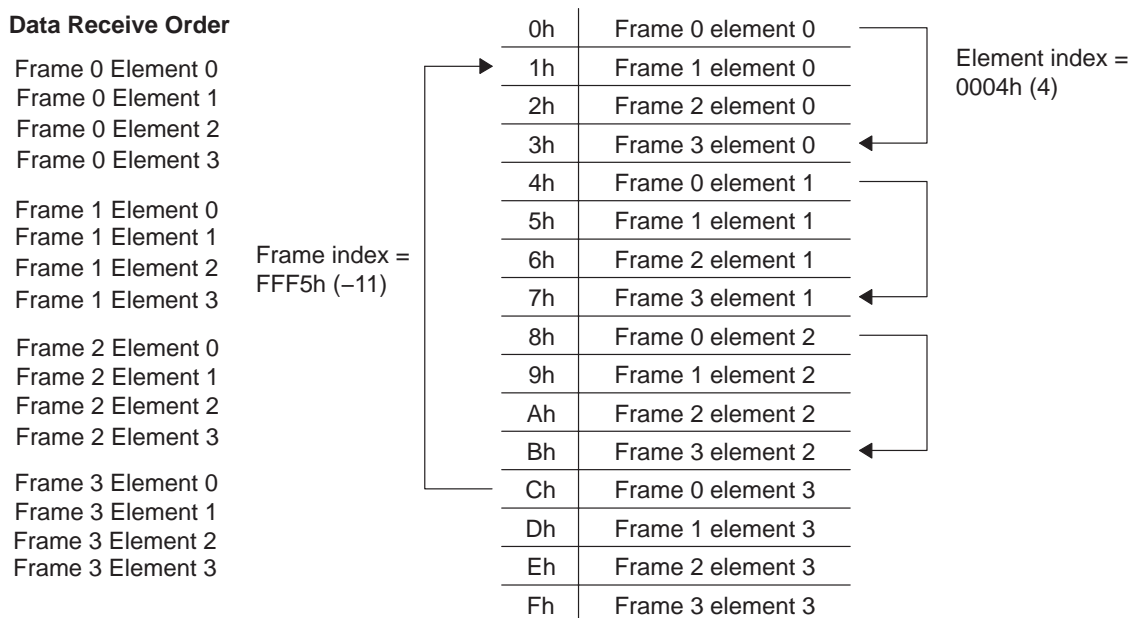 Data Receive Order
Frame 0 Element 0
Frame 0 Element 1
Frame 0 Element 2
Frame 0 Element 3
Frame 1 Element 0
Frame 1 Element 1
Frame 1 Element 2
Frame 1 Element 3
Frame 2 Element 0
Frame 2 Element 1
Frame 2 Element 2
Frame 2 Element 3
Frame 3 Element 0
Frame 3 Element 1
Frame 3 Element 2
Frame 3 Element 3
Frame index =
FFF5h (−11)
0h Frame 0 element 0
1h Frame 1 element 0
2h Frame 2 element 0
3h Frame 3 element 0
4h Frame 0 element 1
5h Frame 1 element 1
6h Frame 2 element 1
7h Frame 3 element 1
8h Frame 0 element 2
9h Frame 1 element 2
Ah Frame 2 element 2
Bh Frame 3 element 2
Ch Frame 0 element 3
Dh Frame 1 element 3
Eh Frame 2 element 3
Fh Frame 3 element 3
Element index =
0004h (4)